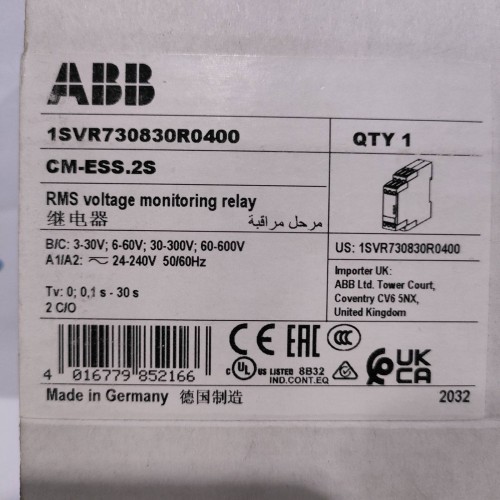 ABB
1SVR730830R0400
QTY 1
CM-ESS.2S
RMS voltage monitoring relay
继电器
مرحل مراقبة
B/C: 3-30V; 6-60V; 30-300V; 60-600V
A1/A2: 24-240V 50/60Hz
US: 1SVR730830R0400
Importer UK:
ABB Ltd. Tower Court,
Coventry CV6 5NX,
United Kingdom
Tv: 0; 0,1 s - 30 s
2 C/O
CE EAC CCC
C UL US LISTED 8B32
IND.CONT.EQ
UK
CA
4 016779 852166
Made in Germany 德国制造
2032